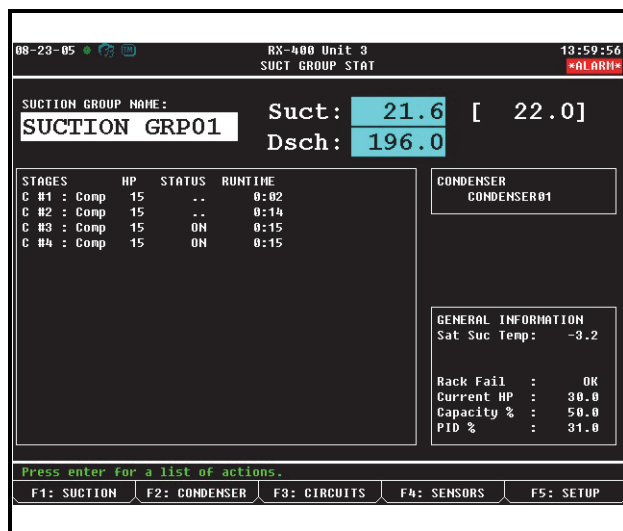 08-23-05 RX-400 Unit 3 13:59:56
SUCT GROUP STAT *ALARM*
SUCTION GROUP NAME:
SUCTION GRP01
Suct: 21.6 [ 22.0]
Dsch: 196.0
STAGES HP STATUS RUNTIME
C #1 : Comp 15 .. 0:02
C #2 : Comp 15 .. 0:14
C #3 : Comp 15 ON 0:15
C #4 : Comp 15 ON 0:15
CONDENSER
CONDENSER01
GENERAL INFORMATION
Sat Suc Temp: -3.2
Rack Fail : OK
Current HP : 30.0
Capacity % : 50.0
PID % : 31.0
Press enter for a list of actions.
F1: SUCTION F2: CONDENSER F3: CIRCUITS F4: SENSORS F5: SETUP